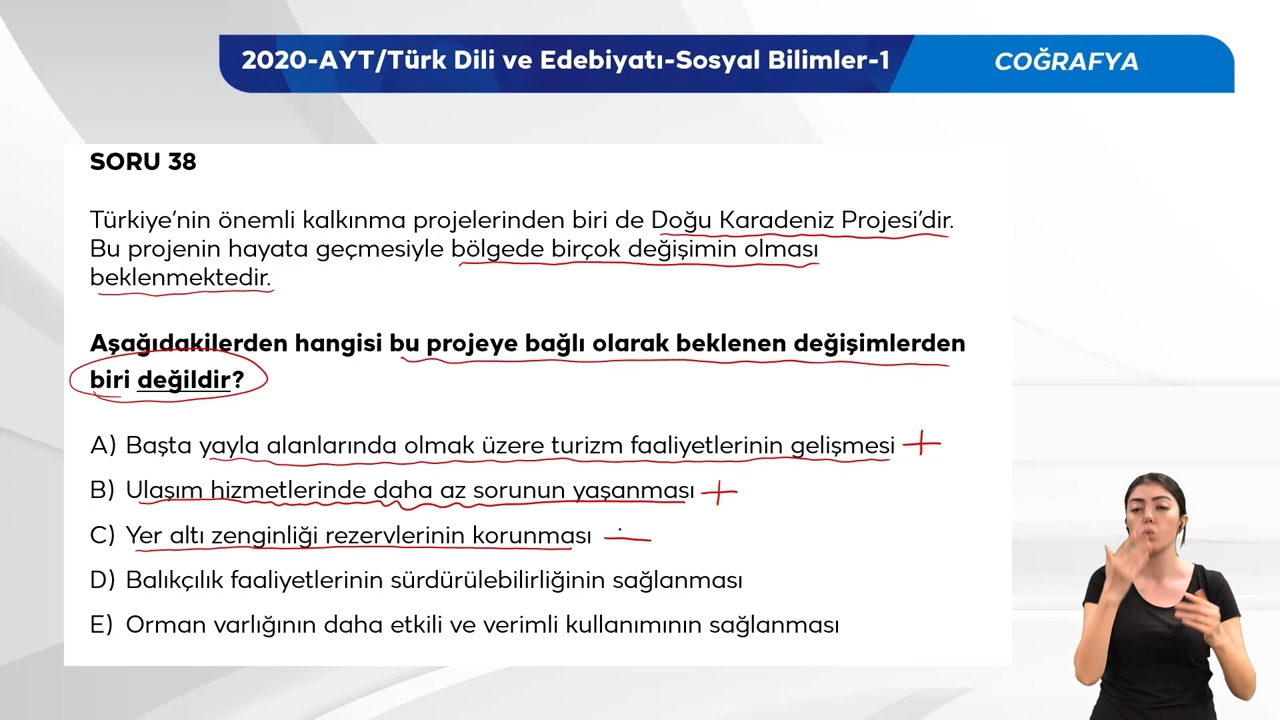 2020-AYT/Türk Dili ve Edebiyatı-Sosyal Bilimler-1
COĞRAFYA
SORU 38
Türkiye’nin önemli kalkınma projelerinden biri de Doğu Karadeniz Projesi’dir.
Bu projenin hayata geçmesiyle bölgede birçok değişimin olması
beklenmektedir.
Aşağıdakilerden hangisi bu projeye bağlı olarak beklenen değişimlerden
biri değildir?
A) Başta yayla alanlarında olmak üzere turizm faaliyetlerinin gelişmesi +
B) Ulaşım hizmetlerinde daha az sorunun yaşanması +
C) Yer altı zenginliği rezervlerinin korunması -
D) Balıkçılık faaliyetlerinin sürdürülebilirliğinin sağlanması
E) Orman varlığının daha etkili ve verimli kullanımının sağlanması